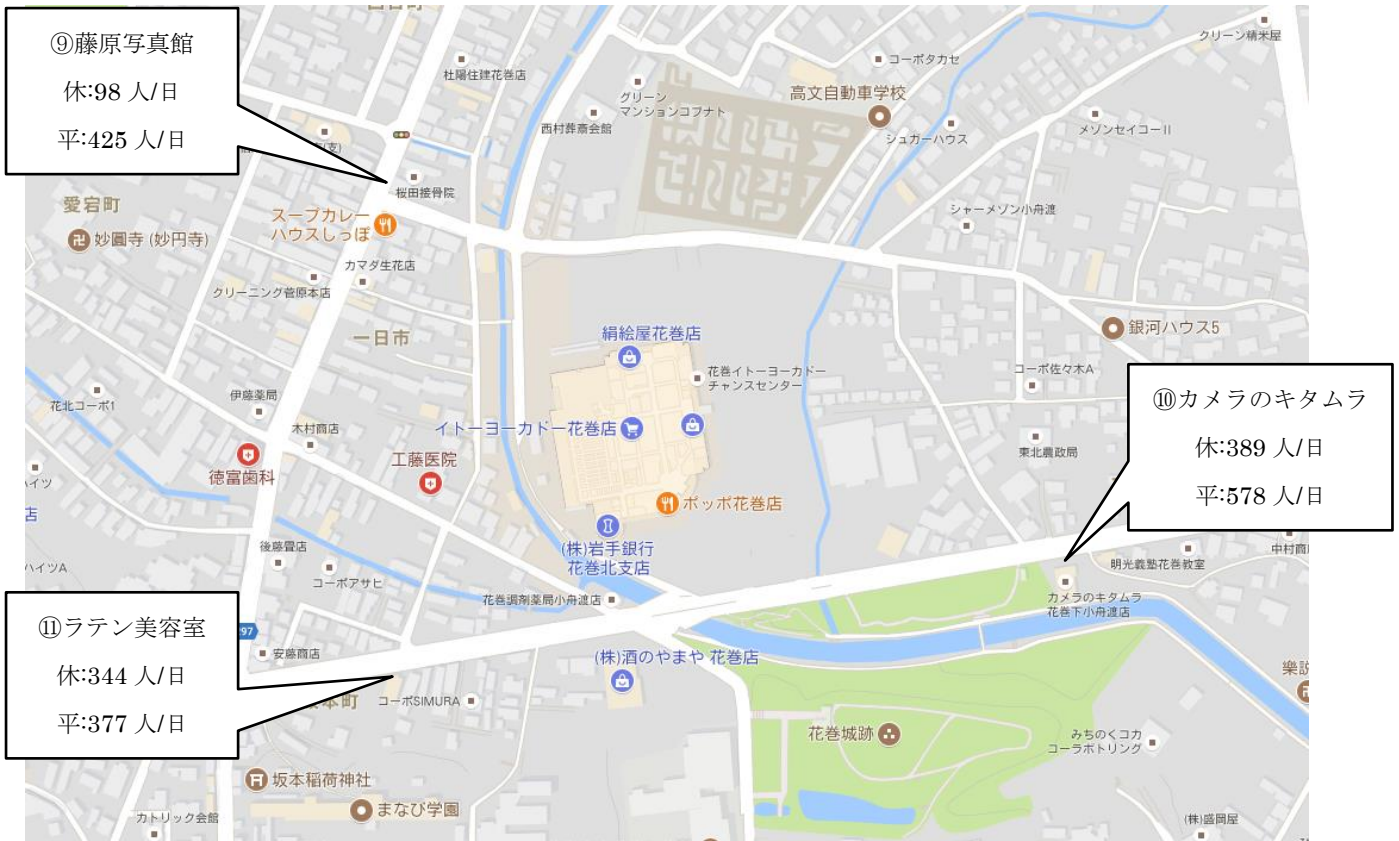 ⑨藤原写真館
休:98 人/日
平:425 人/日
杜陽住建花巻店
グリーン
マンションコブナト
西村葬斎会館
コーポタカセ
高文自動車学校
シュガーハウス
クリーン精米屋
メゾンセイコーⅡ
シャーメゾン小舟渡
桜田接骨院
愛宕町
妙圓寺 (妙円寺)
スープカレー
ハウスしっぽ
カマダ生花店
クリーニング菅原本店
一日市
絹絵屋花巻店
花巻イトーヨーカドー
チャンスセンター
銀河ハウス5
コーポ佐々木A
⑩カメラのキタムラ
休:389 人/日
平:578 人/日
花北コーポ1
伊藤薬局
木村商店
イトーヨーカドー花巻店
東北農政局
徳富歯科
工藤医院
ポッポ花巻店
(株)岩手銀行
花巻北支店
後藤畳店
コーポアサヒ
花巻調剤薬局小舟渡店
カメラのキタムラ
花巻下小舟渡店
明光義塾花巻教室
ハイツA
⑪ラテン美容室
休:344 人/日
平:377 人/日
安藤商店
コーポSIMURA
本町
(株)酒のやまや 花巻店
花巻城跡
みちのくコカ
コーラボトリング
坂本稲荷神社
まなび学園
カトリック会館
(株)盛岡屋